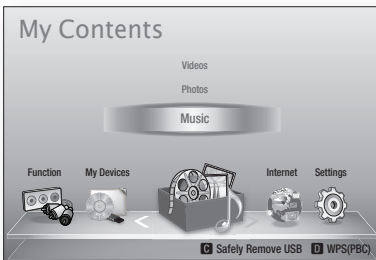 My Contents
Videos
Photos
Music
Function My Devices Internet Settings
C Safely Remove USB D WPS(PBC)